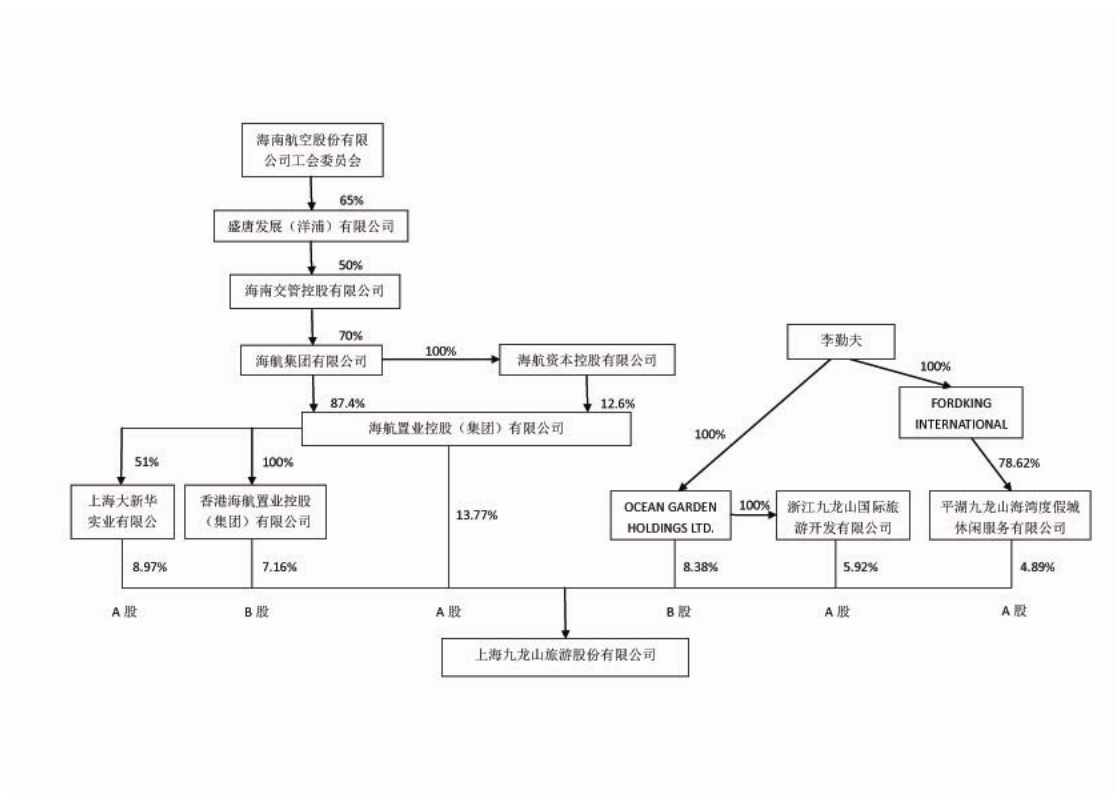 海南航空股份有限
公司工会委员会
65%
盛唐发展（洋浦）有限公司
50%
海南交管控股有限公司
70%
海航集团有限公司
100%
海航资本控股有限公司
李勤夫
100%
87.4%
12.6%
FORDKING
INTERNATIONAL
海航置业控股（集团）有限公司
100%
51%
100%
78.62%
上海大新华
实业有限公
香港海航置业控股
（集团）有限公司
13.77%
OCEAN GARDEN
HOLDINGS LTD.
100%
浙江九龙山国际旅
游开发有限公司
平湖九龙山海湾度假城
休闲服务有限公司
8.97%
7.16%
8.38%
5.92%
4.89%
A 股
B 股
A 股
B 股
A 股
A 股
上海九龙山旅游股份有限公司